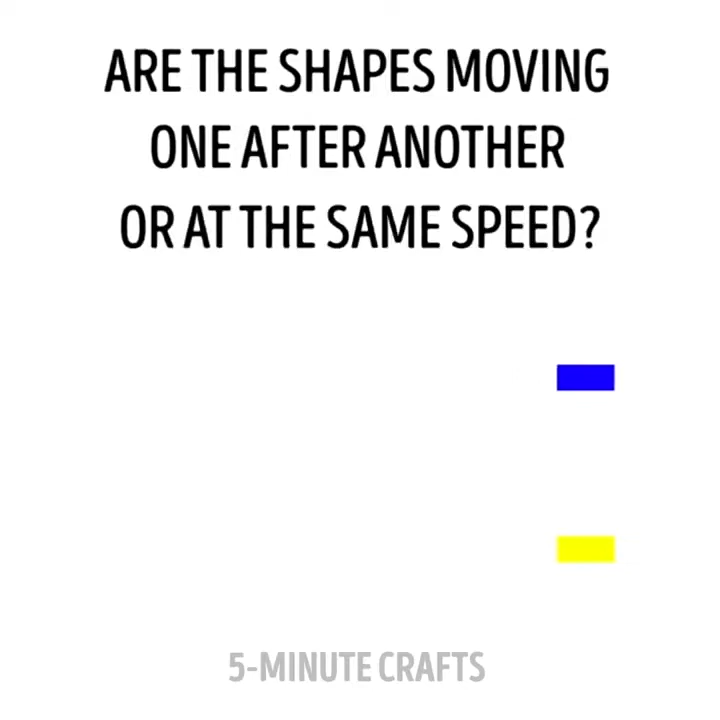 ARE THE SHAPES MOVING
ONE AFTER ANOTHER
OR AT THE SAME SPEED?
5-MINUTE CRAFTS